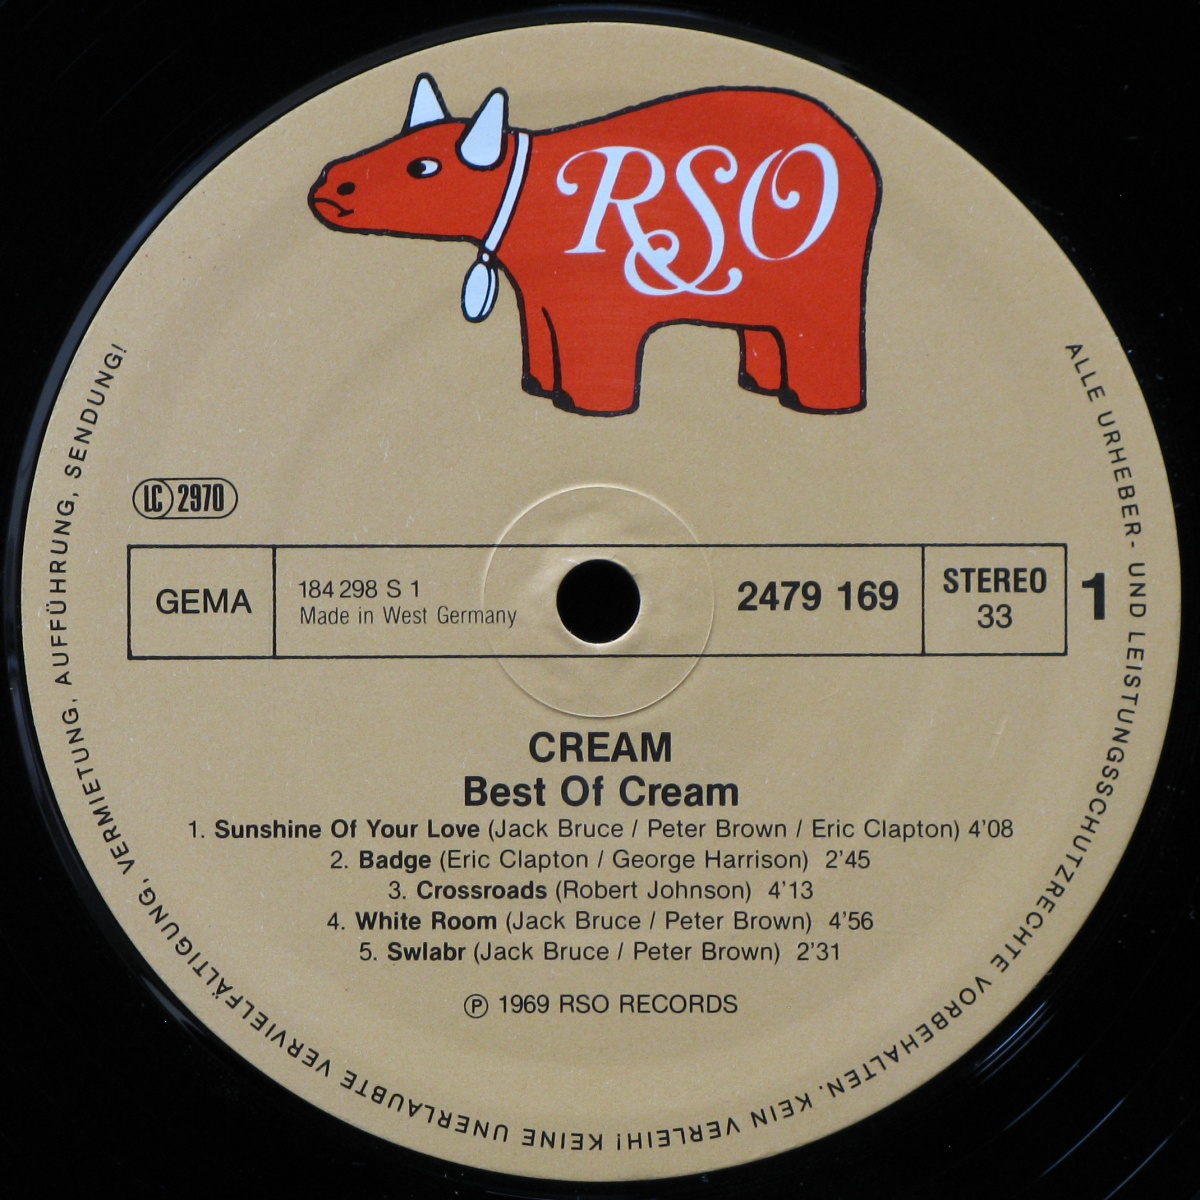 RSO
LC 2970
GEMA
184 298 S 1
Made in West Germany
2479 169
STEREO
33
1
CREAM
Best Of Cream
1. Sunshine Of Your Love (Jack Bruce / Peter Brown / Eric Clapton) 4'08
2. Badge (Eric Clapton / George Harrison) 2'45
3. Crossroads (Robert Johnson) 4'13
4. White Room (Jack Bruce / Peter Brown) 4'56
5. Swlabr (Jack Bruce / Peter Brown) 2'31
℗ 1969 RSO RECORDS
ALLE URHEBER- UND LEISTUNGSSCHUTZRECHTE VORBEHALTEN. KEIN VERLEIH! KEINE UNERLAUBTE VERVIELFÄLTIGUNG, VERMIETUNG, AUFFÜHRUNG, SENDUNG!